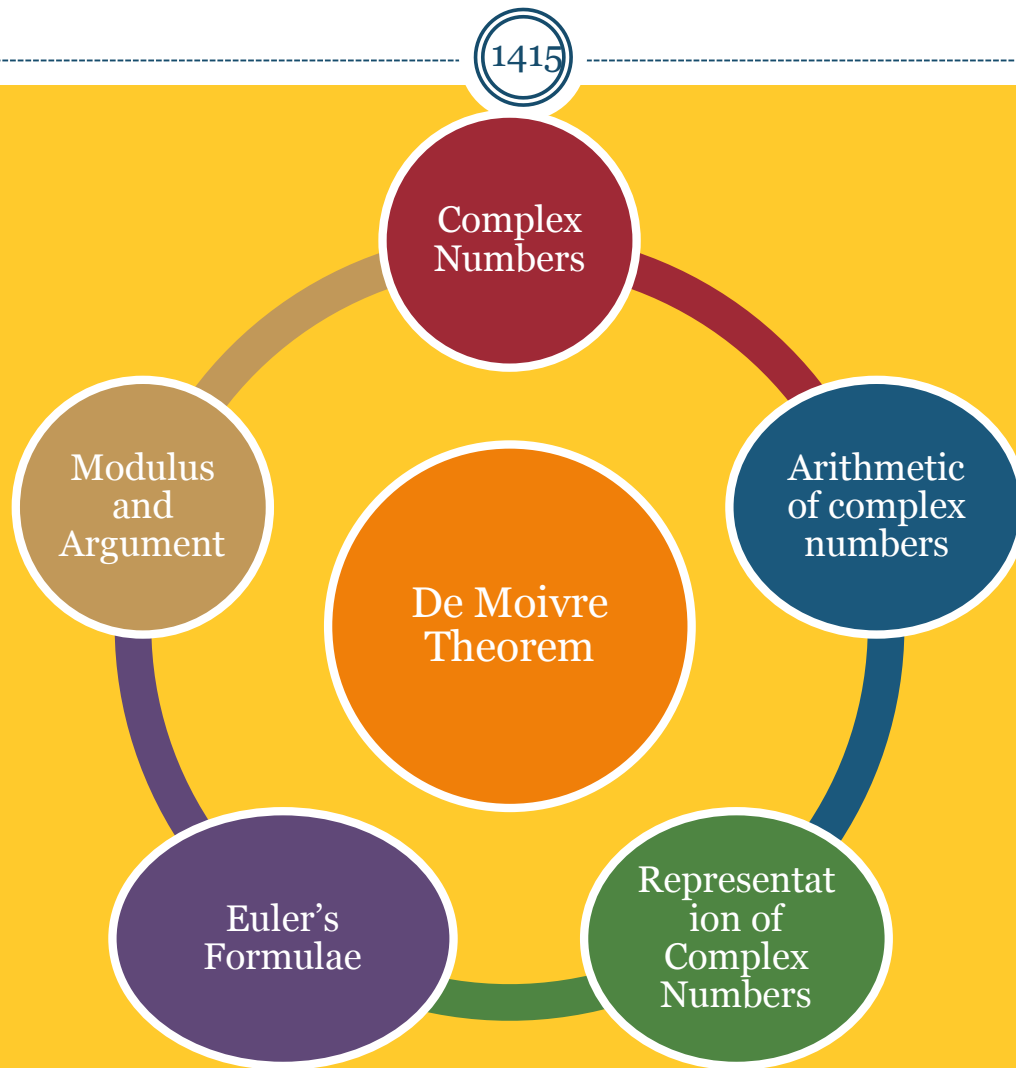 1415
Complex
Numbers
Arithmetic
of complex
numbers
Representat
ion of
Complex
Numbers
Euler’s
Formulae
Modulus
and
Argument
De Moivre
Theorem